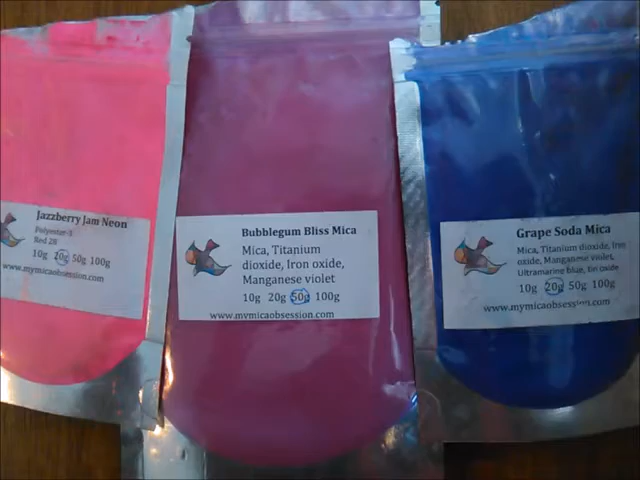 Jazzberry Jam Neon
Polyester-3
Red 28
10g 20g 50g 100g
www.mymicaobsession.com
Bubblegum Bliss Mica
Mica, Titanium
dioxide, Iron oxide,
Manganese violet
10g 20g 50g 100g
www.mymicaobsession.com
Grape Soda Mica
Mica, Titanium dioxide, Iron
oxide, Manganese violet,
Ultramarine blue, tin oxide
10g 20g 50g 100g
www.mymicaobsession.com